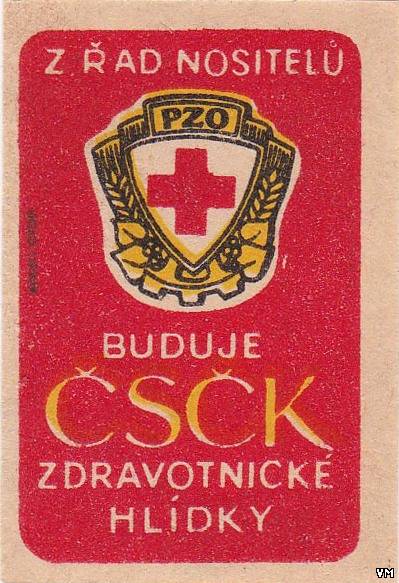 Z ŘAD NOSITELŮ
PZO
BUDUJE
ČSČK
ZDRAVOTNICKÉ
HLÍDKY
VM